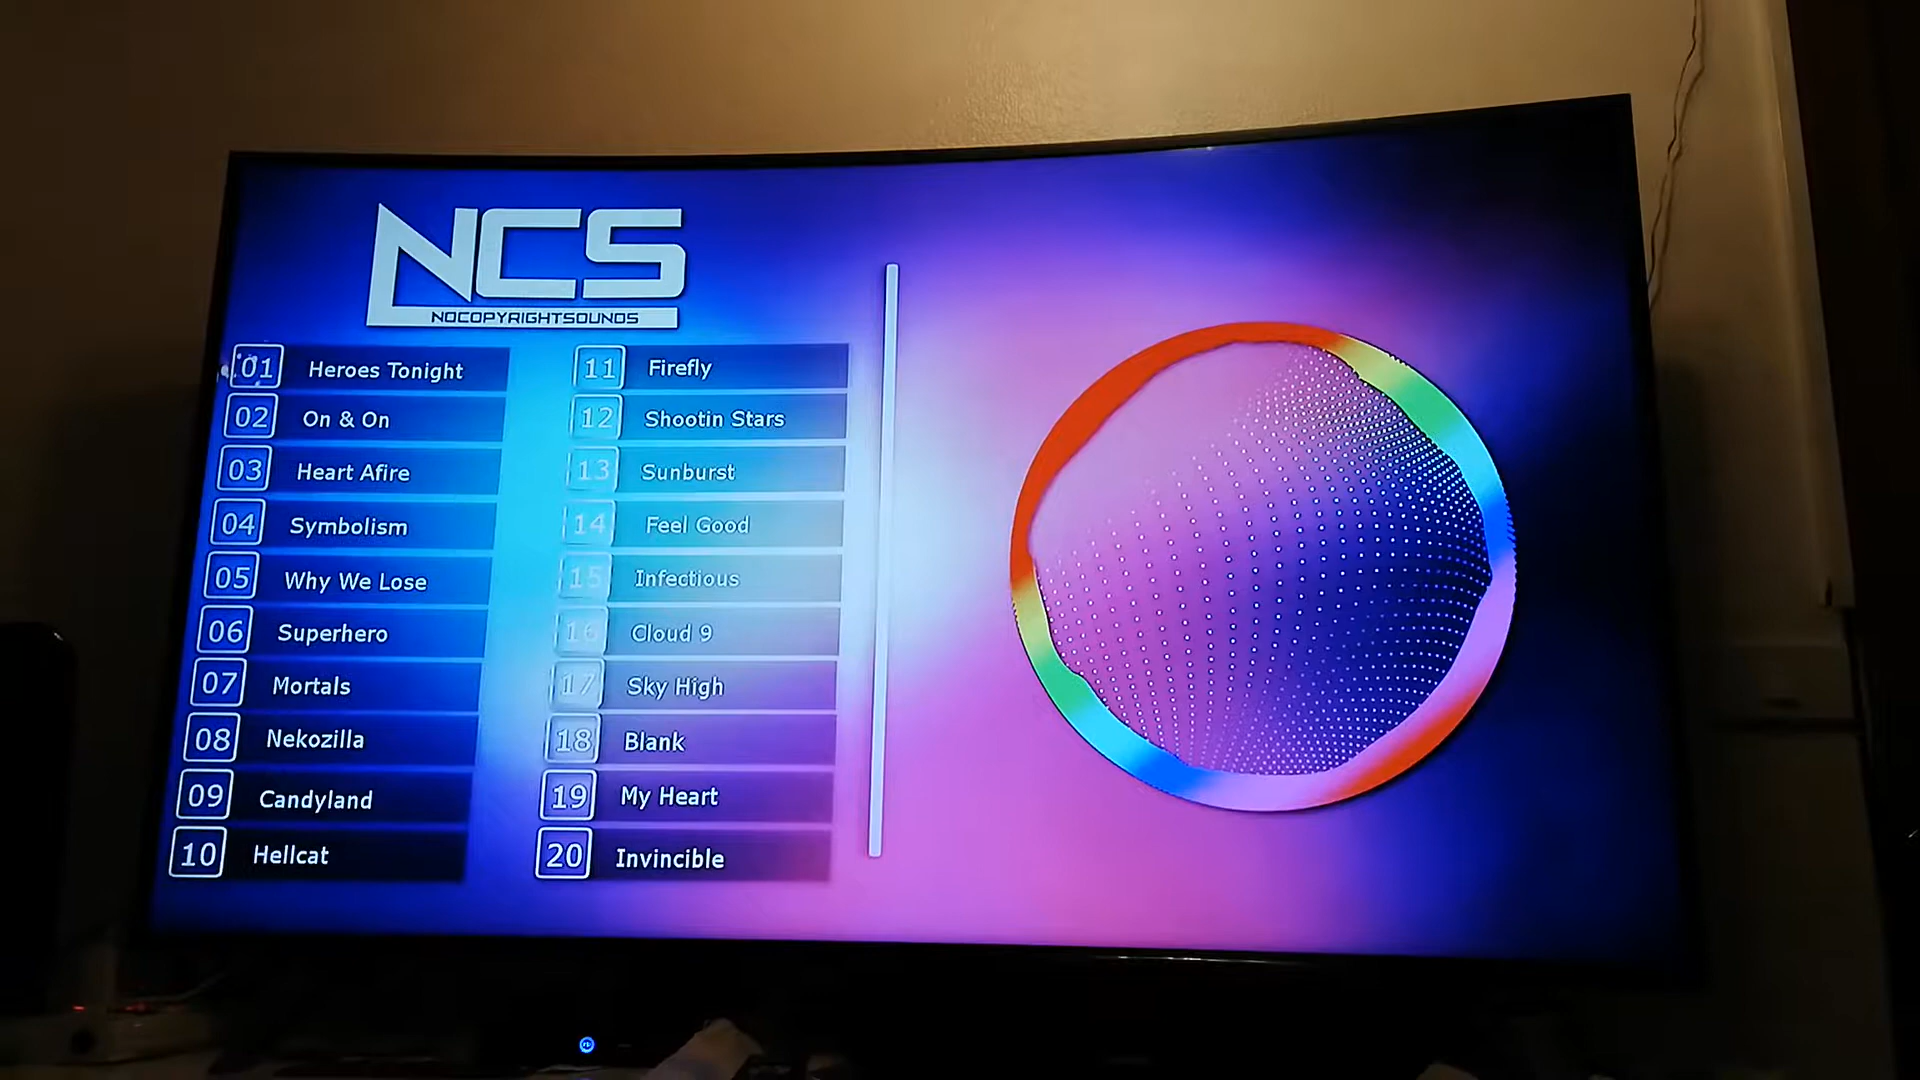 NCS
NOCOPYRIGHTSOUNDS
01 Heroes Tonight
02 On & On
03 Heart Afire
04 Symbolism
05 Why We Lose
06 Superhero
07 Mortals
08 Nekozilla
09 Candyland
10 Hellcat
11 Firefly
12 Shootin Stars
13 Sunburst
14 Feel Good
15 Infectious
16 Cloud 9
17 Sky High
18 Blank
19 My Heart
20 Invincible